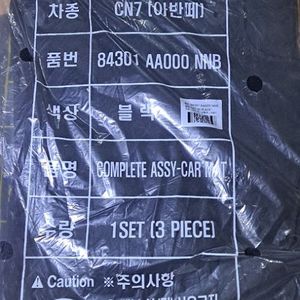 차종 CN7 (아반떼)
품번 84301 AA000 NNB
색상 블랙
품명 COMPLETE ASSY-CAR MAT
수량 1SET (3 PIECE)
⚠ Caution ※주의사항